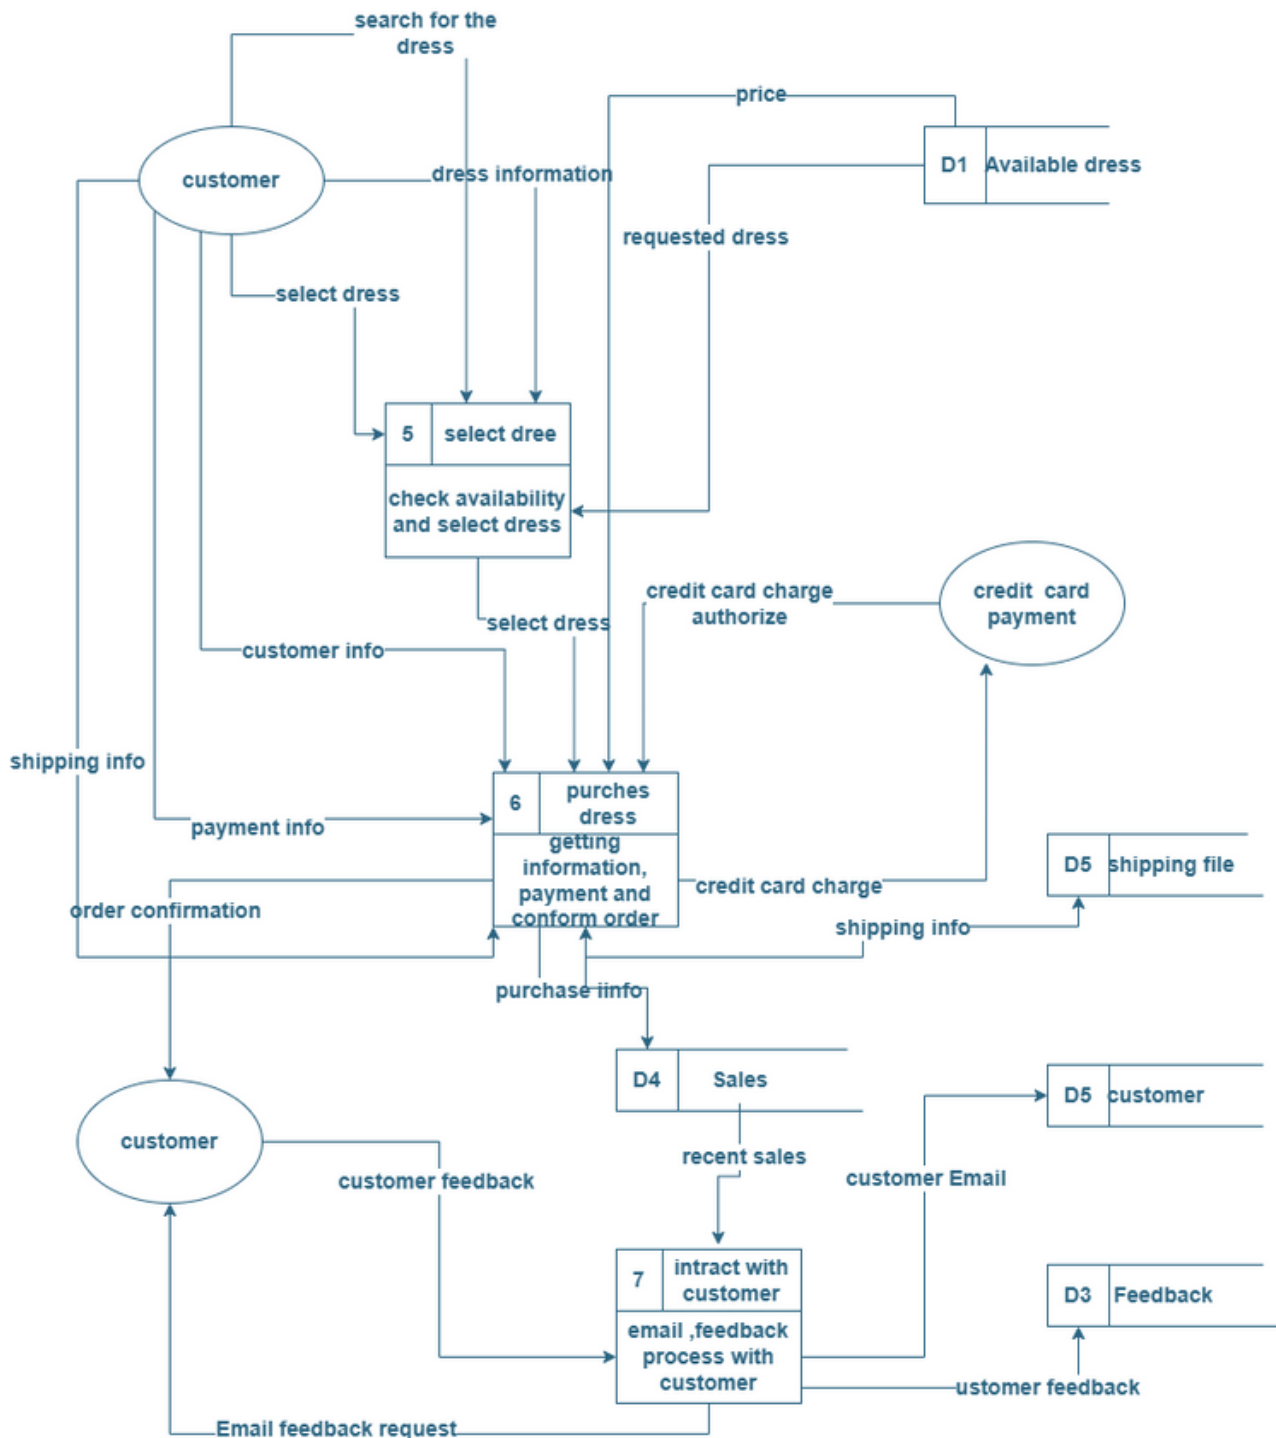 search for the
dress
price
customer
dress information
D1
Available dress
requested dress
select dress
5
select dree
check availability
and select dress
credit card charge
authorize
credit card
payment
select dress
customer info
shipping info
6
purches
dress
payment info
getting
information,
payment and
conform order
credit card charge
D5
shipping file
order confirmation
shipping info
purchase iinfo
D4
Sales
D5
customer
customer
recent sales
customer feedback
customer Email
7
intract with
customer
D3
Feedback
email ,feedback
process with
customer
ustomer feedback
Email feedback request